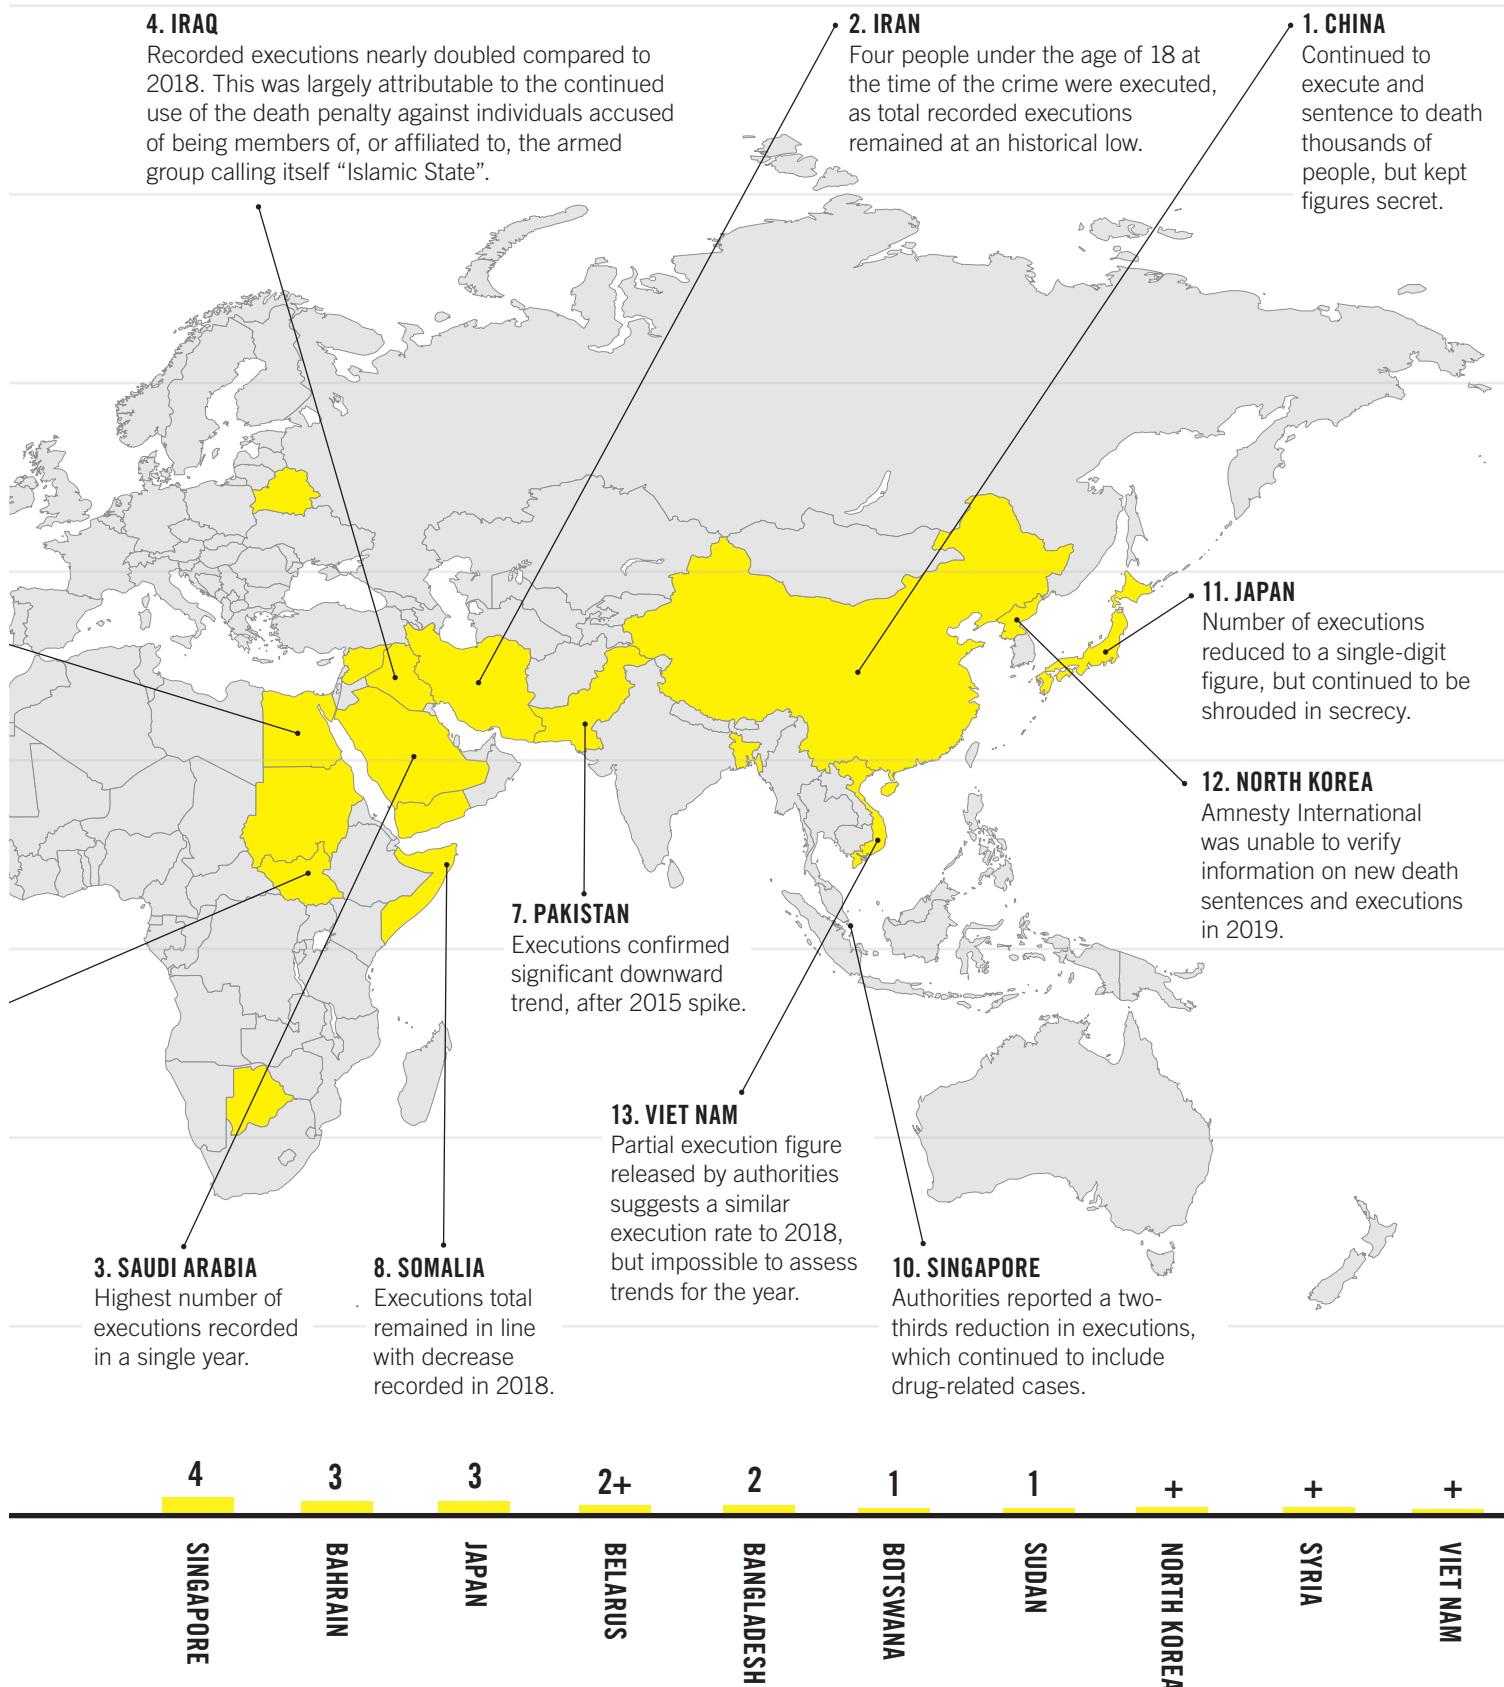 4. IRAQ
Recorded executions nearly doubled compared to
2018. This was largely attributable to the continued
use of the death penalty against individuals accused
of being members of, or affiliated to, the armed
group calling itself “Islamic State”.
2. IRAN
Four people under the age of 18 at
the time of the crime were executed,
as total recorded executions
remained at an historical low.
1. CHINA
Continued to
execute and
sentence to death
thousands of
people, but kept
figures secret.
11. JAPAN
Number of executions
reduced to a single-digit
figure, but continued to be
shrouded in secrecy.
12. NORTH KOREA
Amnesty International
was unable to verify
information on new death
sentences and executions
in 2019.
7. PAKISTAN
Executions confirmed
significant downward
trend, after 2015 spike.
13. VIET NAM
Partial execution figure
released by authorities
suggests a similar
execution rate to 2018,
but impossible to assess
trends for the year.
3. SAUDI ARABIA
Highest number of
executions recorded
in a single year.
8. SOMALIA
Executions total
remained in line
with decrease
recorded in 2018.
10. SINGAPORE
Authorities reported a two-
thirds reduction in executions,
which continued to include
drug-related cases.
4
3
3
2+
2
1
1
+
+
+
SINGAPORE
BAHRAIN
JAPAN
BELARUS
BANGLADESH
BOTSWANA
SUDAN
NORTH KOREA
SYRIA
VIET NAM